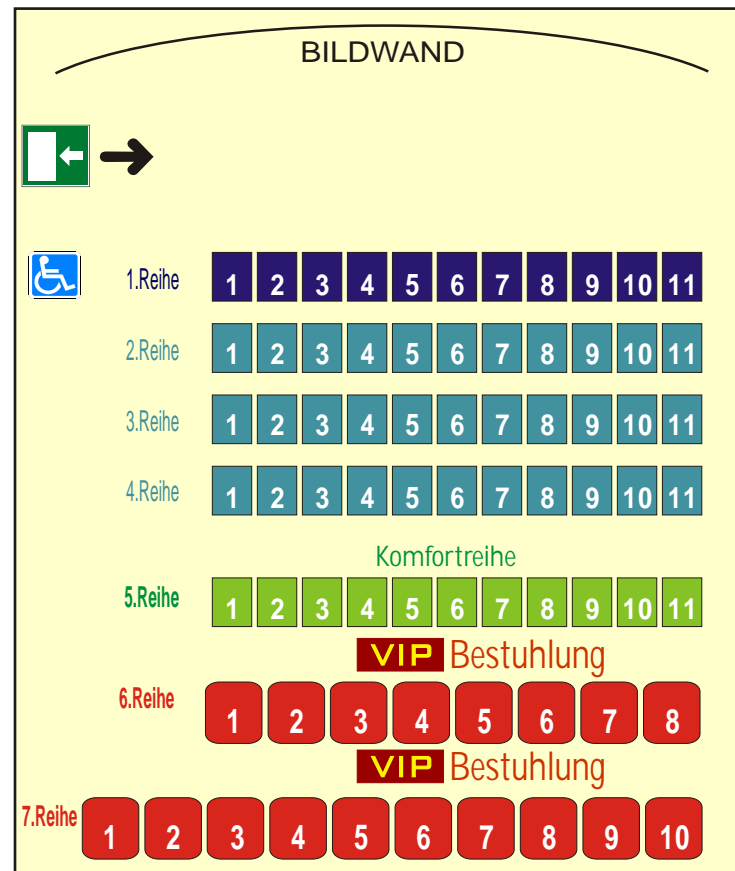 BILDWAND
1.Reihe 1 2 3 4 5 6 7 8 9 10 11
2.Reihe 1 2 3 4 5 6 7 8 9 10 11
3.Reihe 1 2 3 4 5 6 7 8 9 10 11
4.Reihe 1 2 3 4 5 6 7 8 9 10 11
Komfortreihe
5.Reihe 1 2 3 4 5 6 7 8 9 10 11
VIP Bestuhlung
6.Reihe 1 2 3 4 5 6 7 8
VIP Bestuhlung
7.Reihe 1 2 3 4 5 6 7 8 9 10